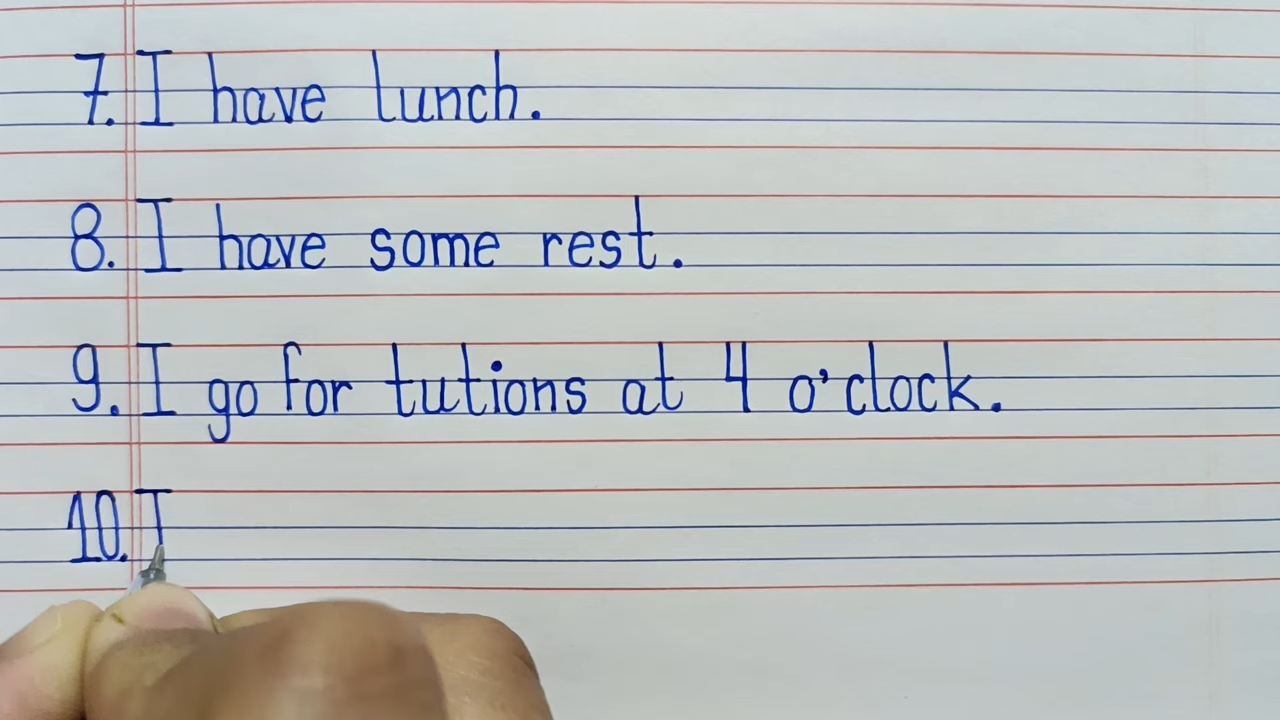 7. I have lunch.
8. I have some rest.
9. I go for tutions at 4 o'clock.
10. I